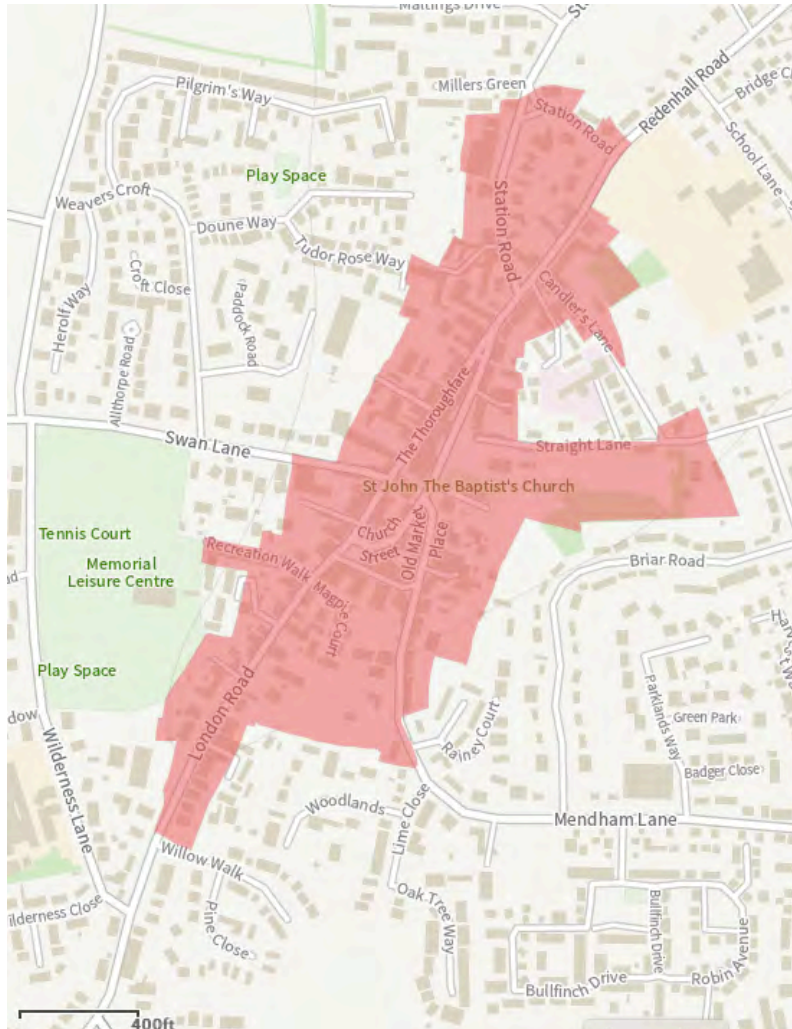 Maltings Drive
Pilgrim's Way
Millers Green
Station Road
Redenhall Road
Bridge
School Lane
Play Space
Weavers Croft
Doune Way
Tudor Rose Way
Station Road
Croft Close
Candler's Lane
Herolf Way
Paddock Road
Allthorpe Road
The Thoroughfare
Swan Lane
Straight Lane
St John The Baptist's Church
Tennis Court
Church
Street
Old Market
Place
Memorial
Leisure Centre
Recreation Walk
Magpie
Court
Briar Road
Play Space
London Road
Parklands Way
Rainey Court
Green Park
Wilderness Lane
Badger Close
Woodlands
Lime Close
Mendham Lane
Willow Walk
Oak Tree
Way
Pine Close
Bullfinch
Drive
Robin Avenue
Bullfinch Drive
400ft